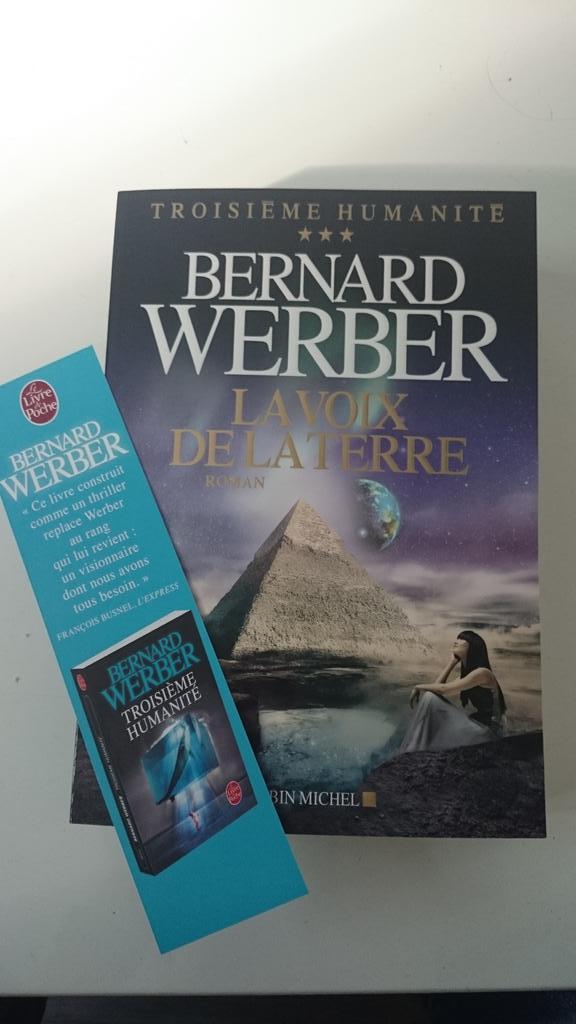 TROISIÈME HUMANITÉ
★★★
BERNARD
WERBER
LA VOIX
DE LA TERRE
ROMAN
BIN MICHEL
Le
Livre
de
Poche
BERNARD
WERBER
« Ce livre construit
comme un thriller
replace Werber
au rang
qui lui revient :
un visionnaire
dont nous avons
tous besoin. »
FRANÇOIS BUSNEL, L'EXPRESS
BERNARD
WERBER
TROISIÈME
HUMANITÉ